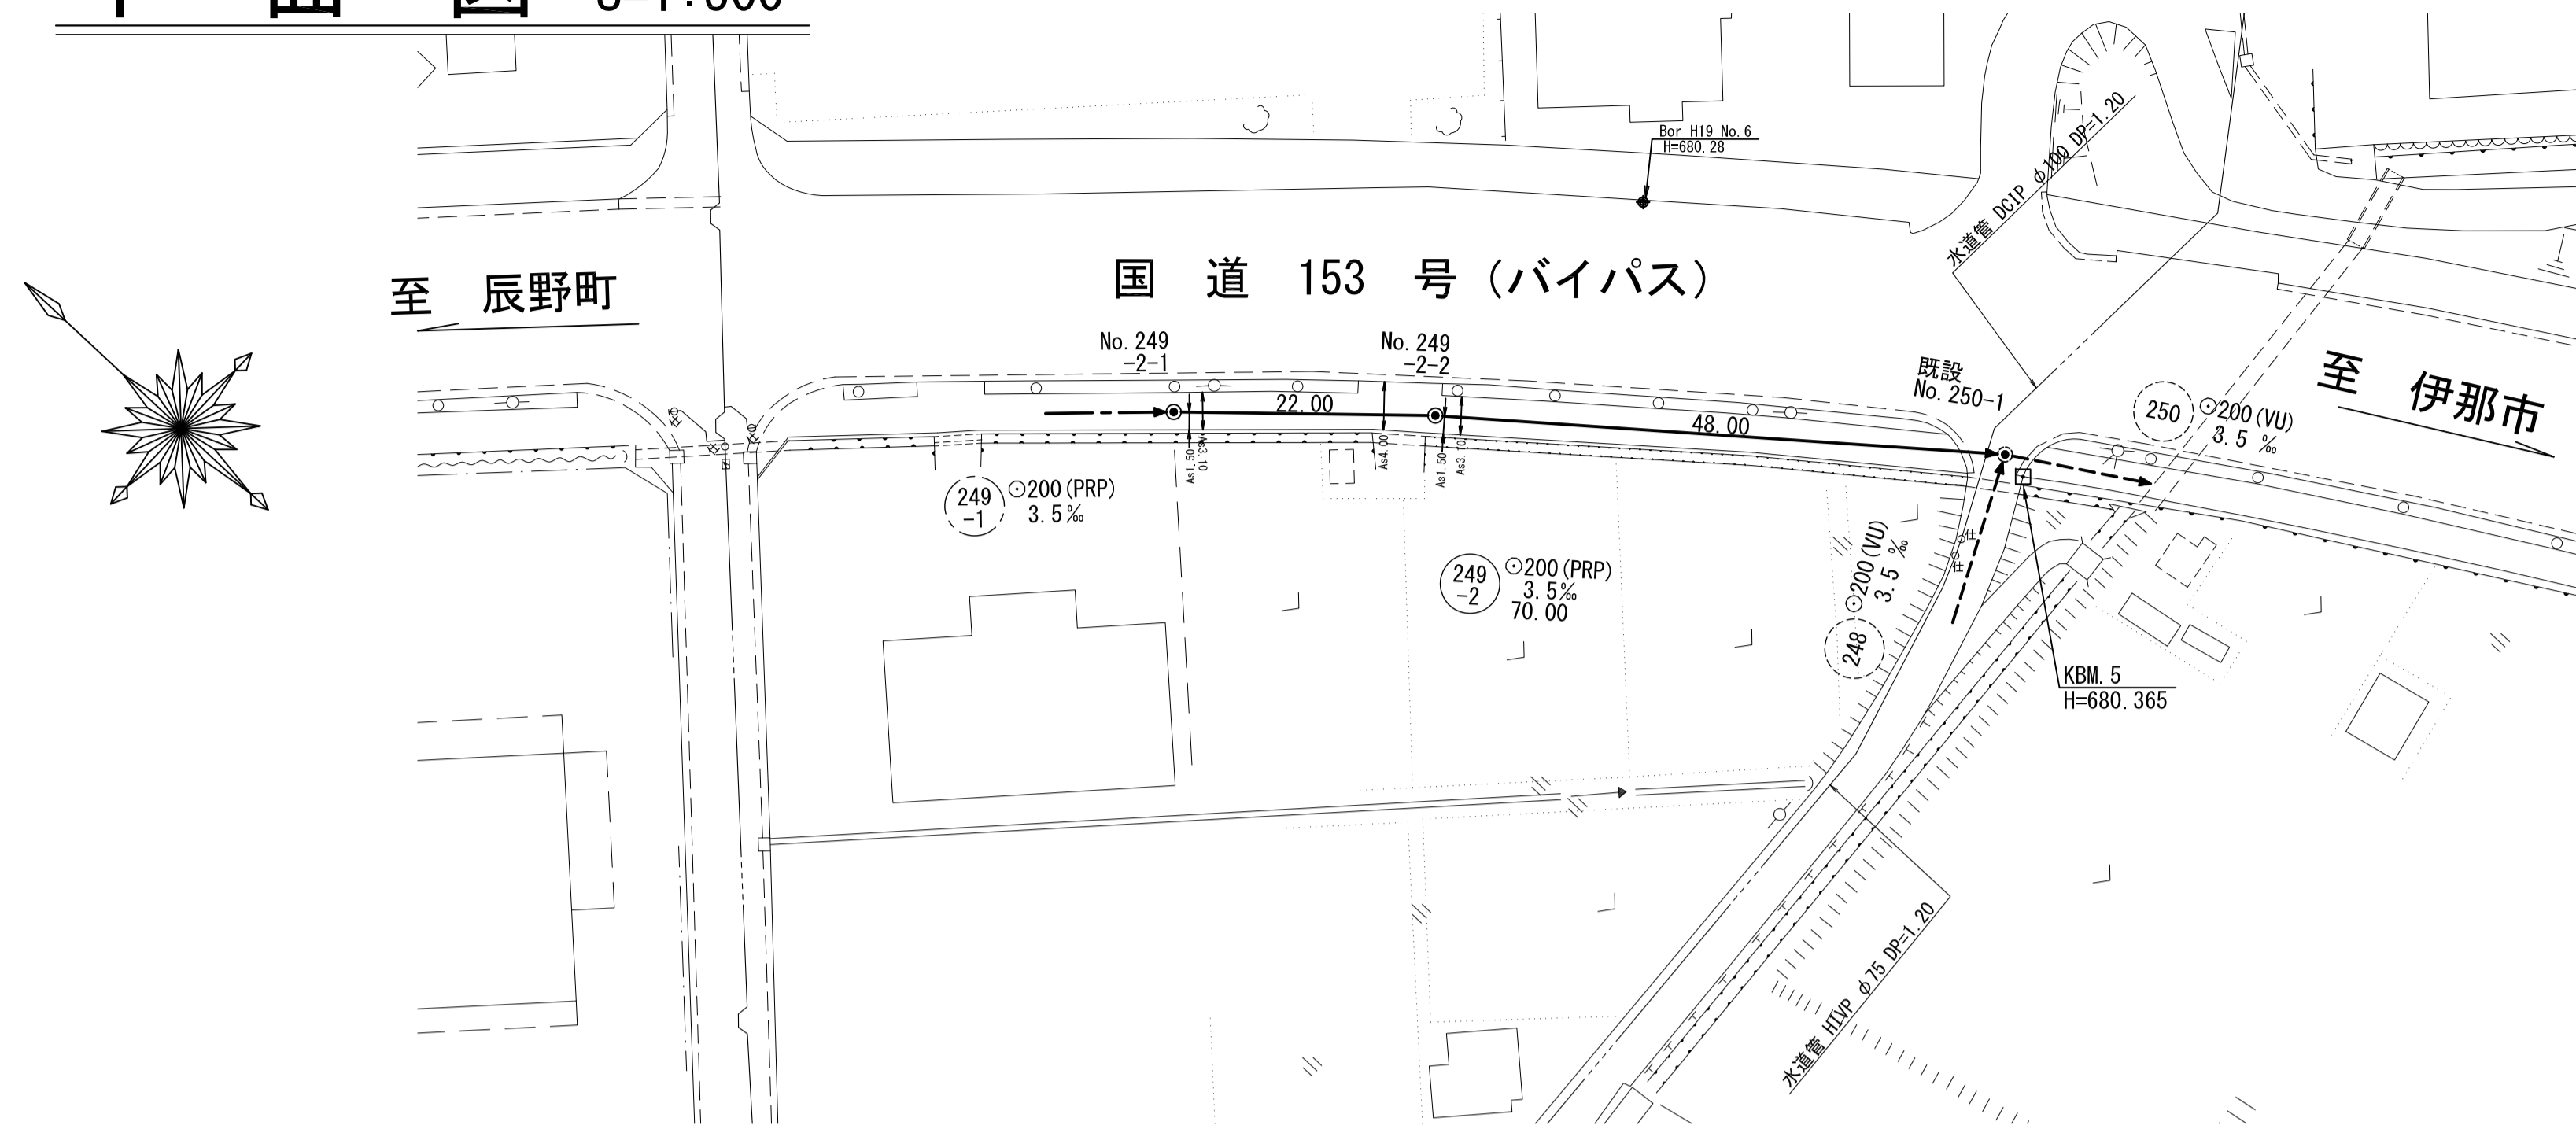 至 辰野町
国 道 153 号（バイパス）
至 伊那市
Bor H19 No.6
H=680.28
水道管 DCIP φ100 DP=1.20
No.249
-2-1
No.249
-2-2
既設
No.250-1
22.00
48.00
As1.50
As3.10
As4.00
As1.50
As3.10
250
⊙200(VU)
3.5 ‰
249
-1
⊙200(PRP)
3.5‰
249
-2
⊙200(PRP)
3.5‰
70.00
248
⊙200(VU)
3.5 ‰
仕
仕
KBM.5
H=680.365
水道管 HIVP φ75 DP=1.20